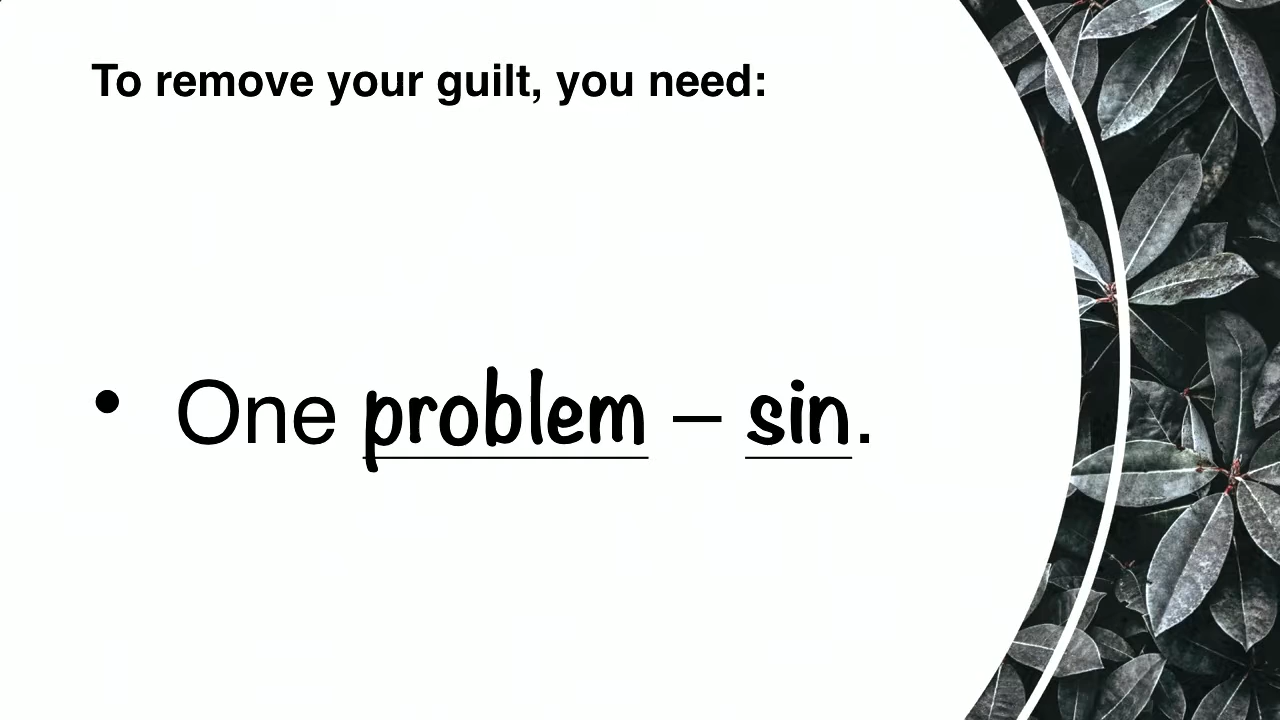 To remove your guilt, you need:
• One problem – sin.